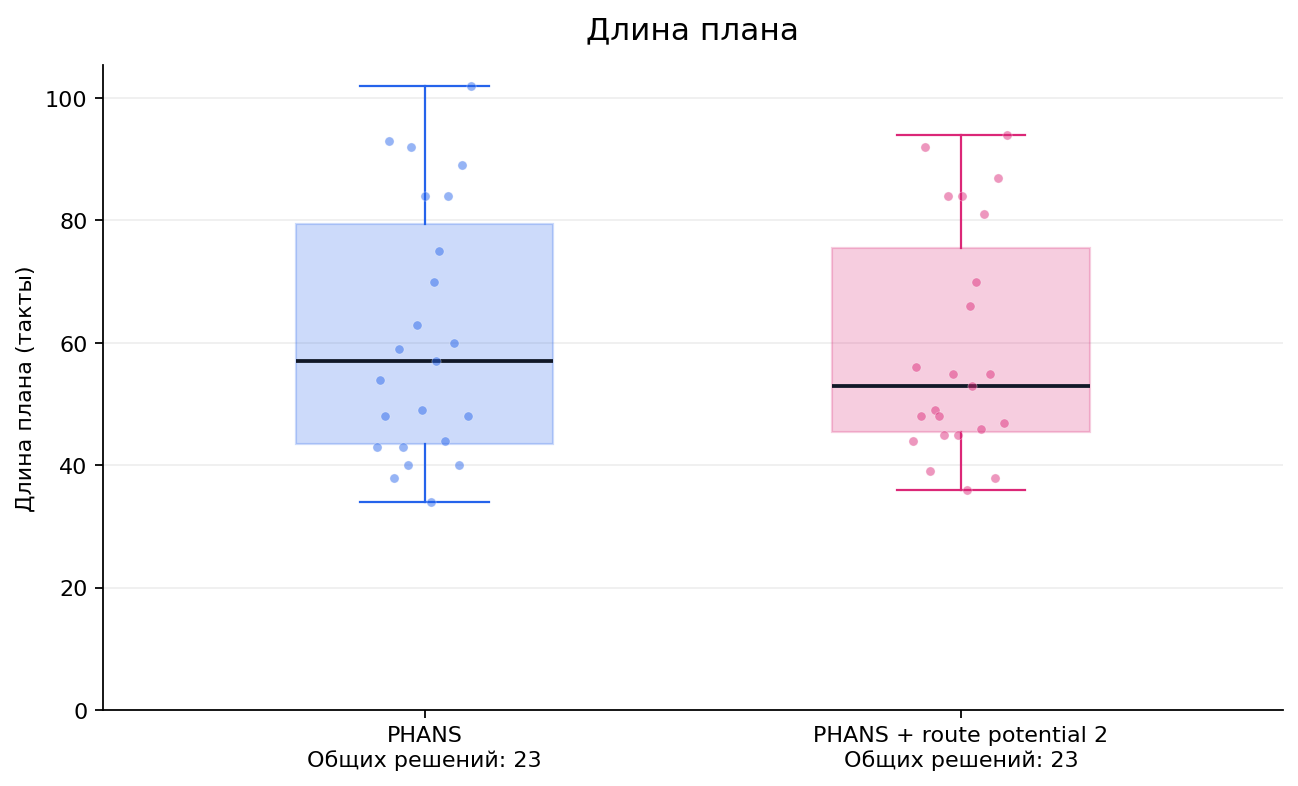 Длина плана
Длина плана (такты)
100
80
60
40
20
0
PHANS
Общих решений: 23
PHANS + route potential 2
Общих решений: 23